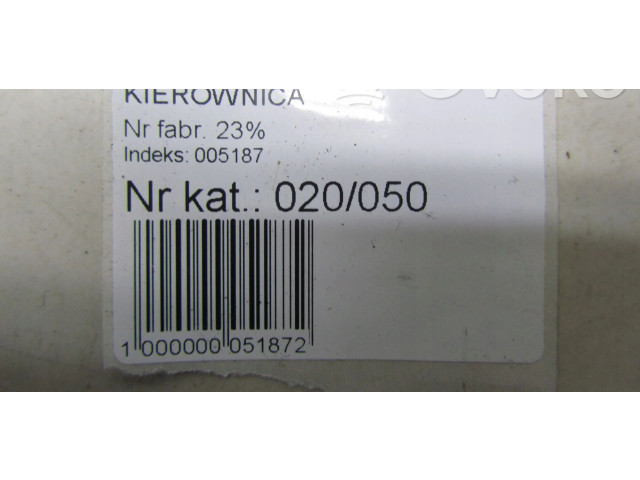 KIEROWNICA
Nr fabr. 23%
Indeks: 005187
Nr kat.: 020/050
1 000000 051872